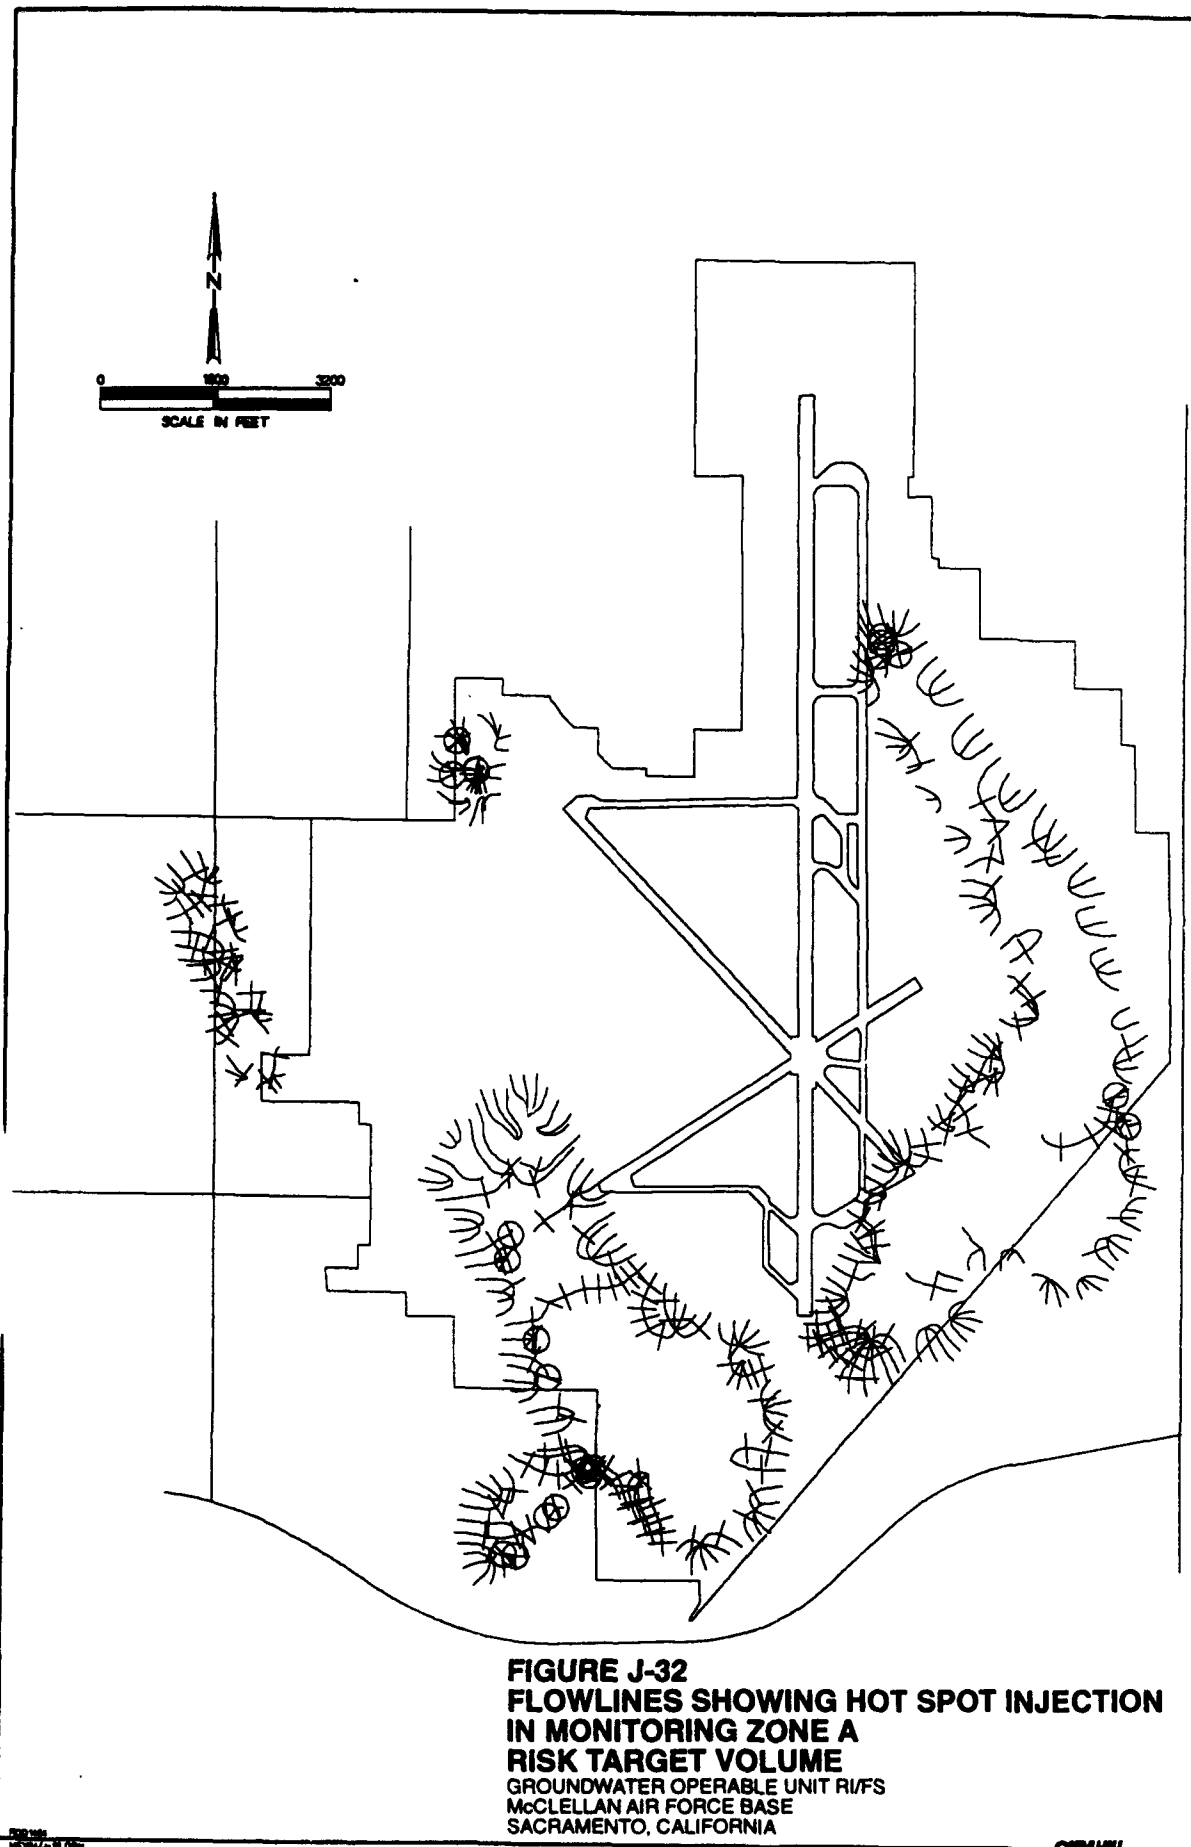 N
0 1600 3200
SCALE IN FEET
FIGURE J-32
FLOWLINES SHOWING HOT SPOT INJECTION
IN MONITORING ZONE A
RISK TARGET VOLUME
GROUNDWATER OPERABLE UNIT RI/FS
McCLELLAN AIR FORCE BASE
SACRAMENTO, CALIFORNIA